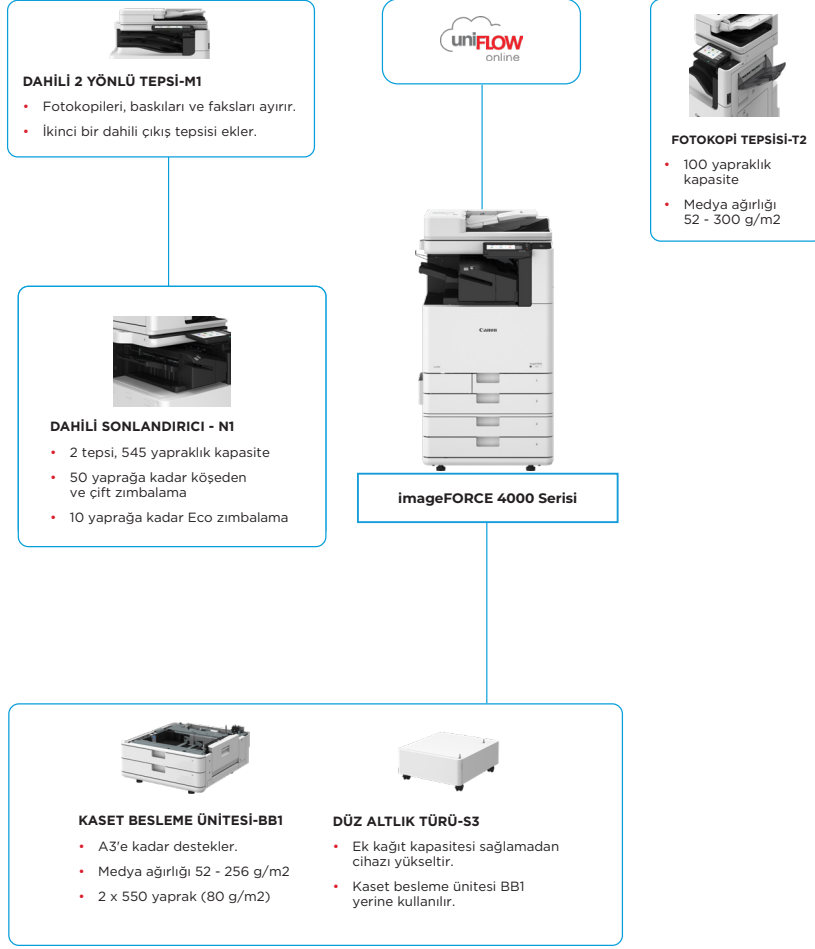 DAHİLİ 2 YÖNLÜ TEPSİ-M1
• Fotokopileri, baskıları ve faksları ayırır.
• İkinci bir dahili çıkış tepsisi ekler.
uniFLOW
online
FOTOKOPİ TEPSİSİ-T2
• 100 yapraklık
kapasite
• Medya ağırlığı
52 - 300 g/m2
DAHİLİ SONLANDIRICI - N1
• 2 tepsi, 545 yapraklık kapasite
• 50 yaprağa kadar köşeden
ve çift zımbalama
• 10 yaprağa kadar Eco zımbalama
Canon
imageFORCE 4000 Serisi
KASET BESLEME ÜNİTESİ-BB1
• A3'e kadar destekler.
• Medya ağırlığı 52 - 256 g/m2
• 2 x 550 yaprak (80 g/m2)
DÜZ ALTLIK TÜRÜ-S3
• Ek kağıt kapasitesi sağlamadan
cihazı yükseltir.
• Kaset besleme ünitesi BB1
yerine kullanılır.